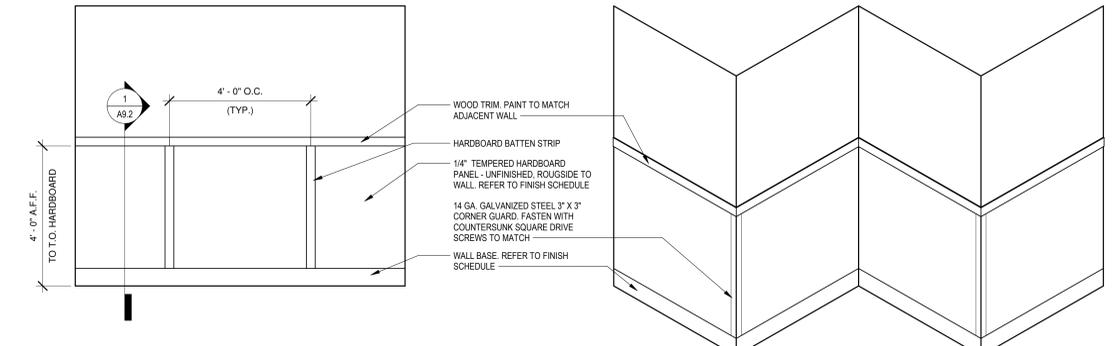 1
A9.2
4' - 0" O.C.
(TYP.)
4' - 0" A.F.F.
TO T.O. HARDBOARD
WOOD TRIM. PAINT TO MATCH
ADJACENT WALL
HARDBOARD BATTEN STRIP
1/4" TEMPERED HARDBOARD
PANEL - UNFINISHED, ROUGSIDE TO
WALL. REFER TO FINISH SCHEDULE
14 GA. GALVANIZED STEEL 3" X 3"
CORNER GUARD. FASTEN WITH
COUNTERSUNK SQUARE DRIVE
SCREWS TO MATCH
WALL BASE. REFER TO FINISH
SCHEDULE